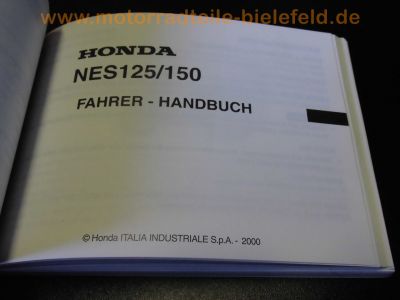 www.motorradteile-bielefeld.de
HONDA
NES125/150
FAHRER - HANDBUCH
© Honda ITALIA INDUSTRIALE S.p.A. - 2000